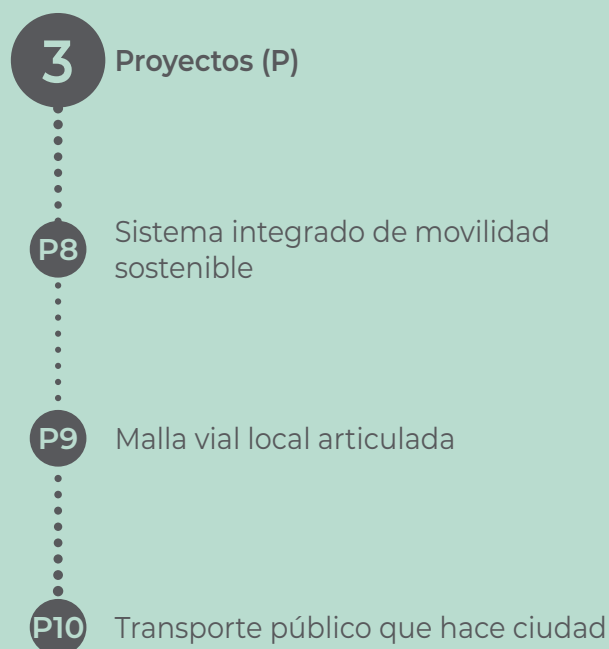 3
Proyectos (P)
P8
Sistema integrado de movilidad
sostenible
P9
Malla vial local articulada
P10
Transporte público que hace ciudad